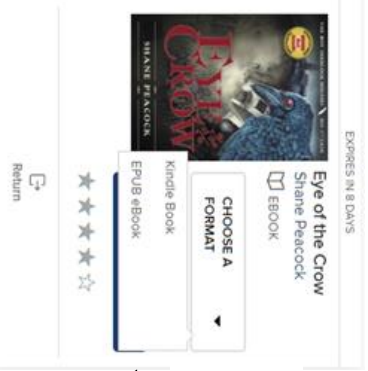 EXPIRES IN 8 DAYS
EYE OF THE
CROW
SHANE PEACOCK
Eye of the Crow
Shane Peacock
EBOOK
CHOOSE A
FORMAT
Kindle Book
EPUB eBook
Return